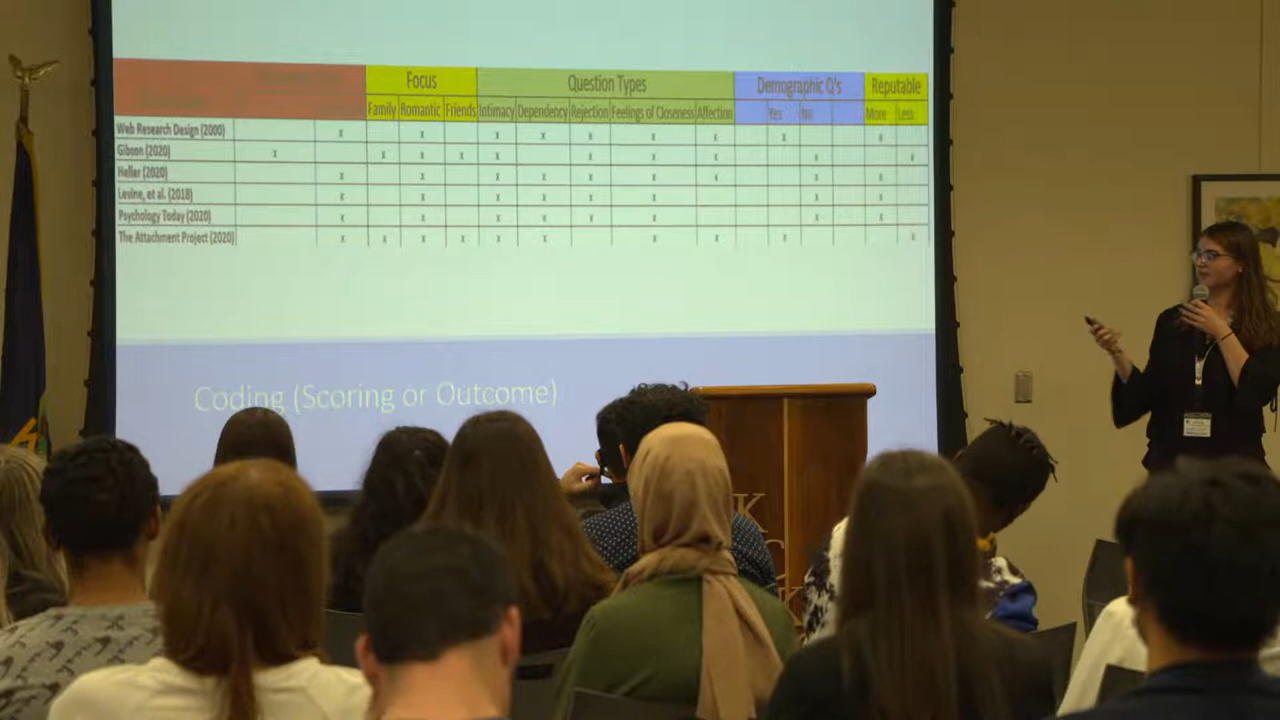 Focus Question Types Demographic Q's Reputable
Family Romantic Friends Intimacy Dependency Rejection Feelings of Closeness Affection Yes No More Less
Web Research Design (2000) x x x x x x x x x
Gibson (2020) x x x x x x x x x x
Heller (2020) x x x x x x x x x
Levine, et al. (2018) x x x x x x x x
Psychology Today (2020) x x x x x x x x
The Attachment Project (2020) x x x x x x x x x
Coding (Scoring or Outcome)
K